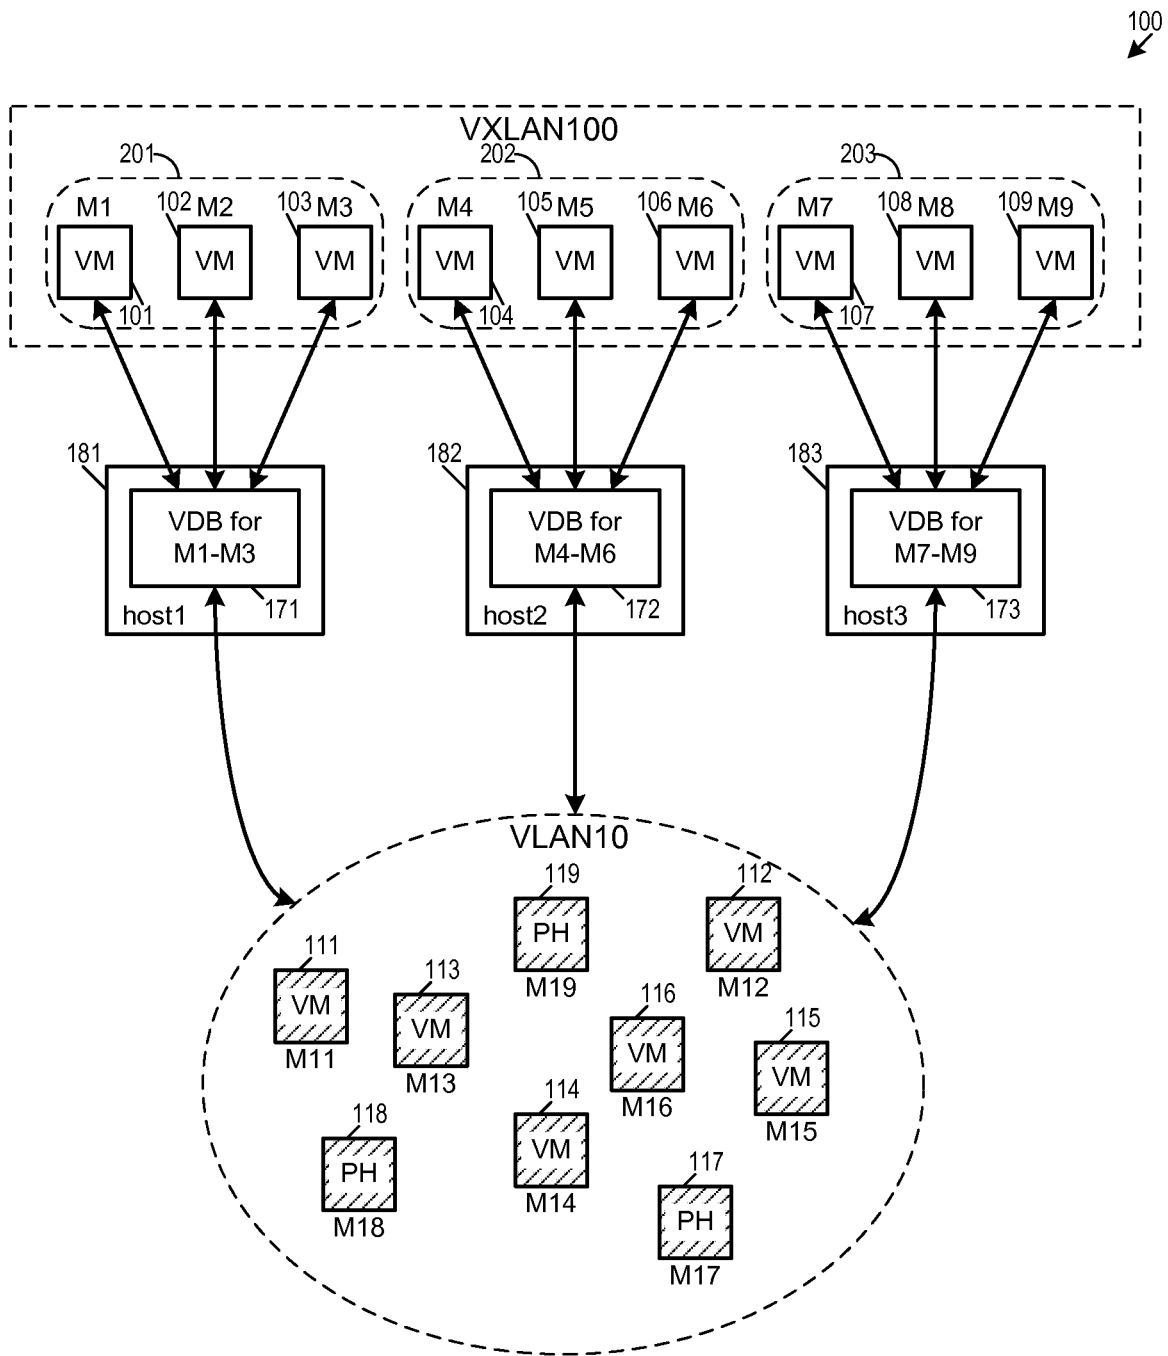 100
VXLAN100
201 202 203
M1 102 M2 103 M3 M4 105 M5 106 M6 M7 108 M8 109 M9
VM VM VM VM VM VM VM VM VM
101 104 107
181 182 183
VDB for
M1-M3
VDB for
M4-M6
VDB for
M7-M9
171 172 173
host1 host2 host3
VLAN10
119 112
PH VM
M19 M12
111 113 116 115
VM VM VM VM
M11 M13 M16 M15
118 114 117
PH VM PH
M18 M14 M17